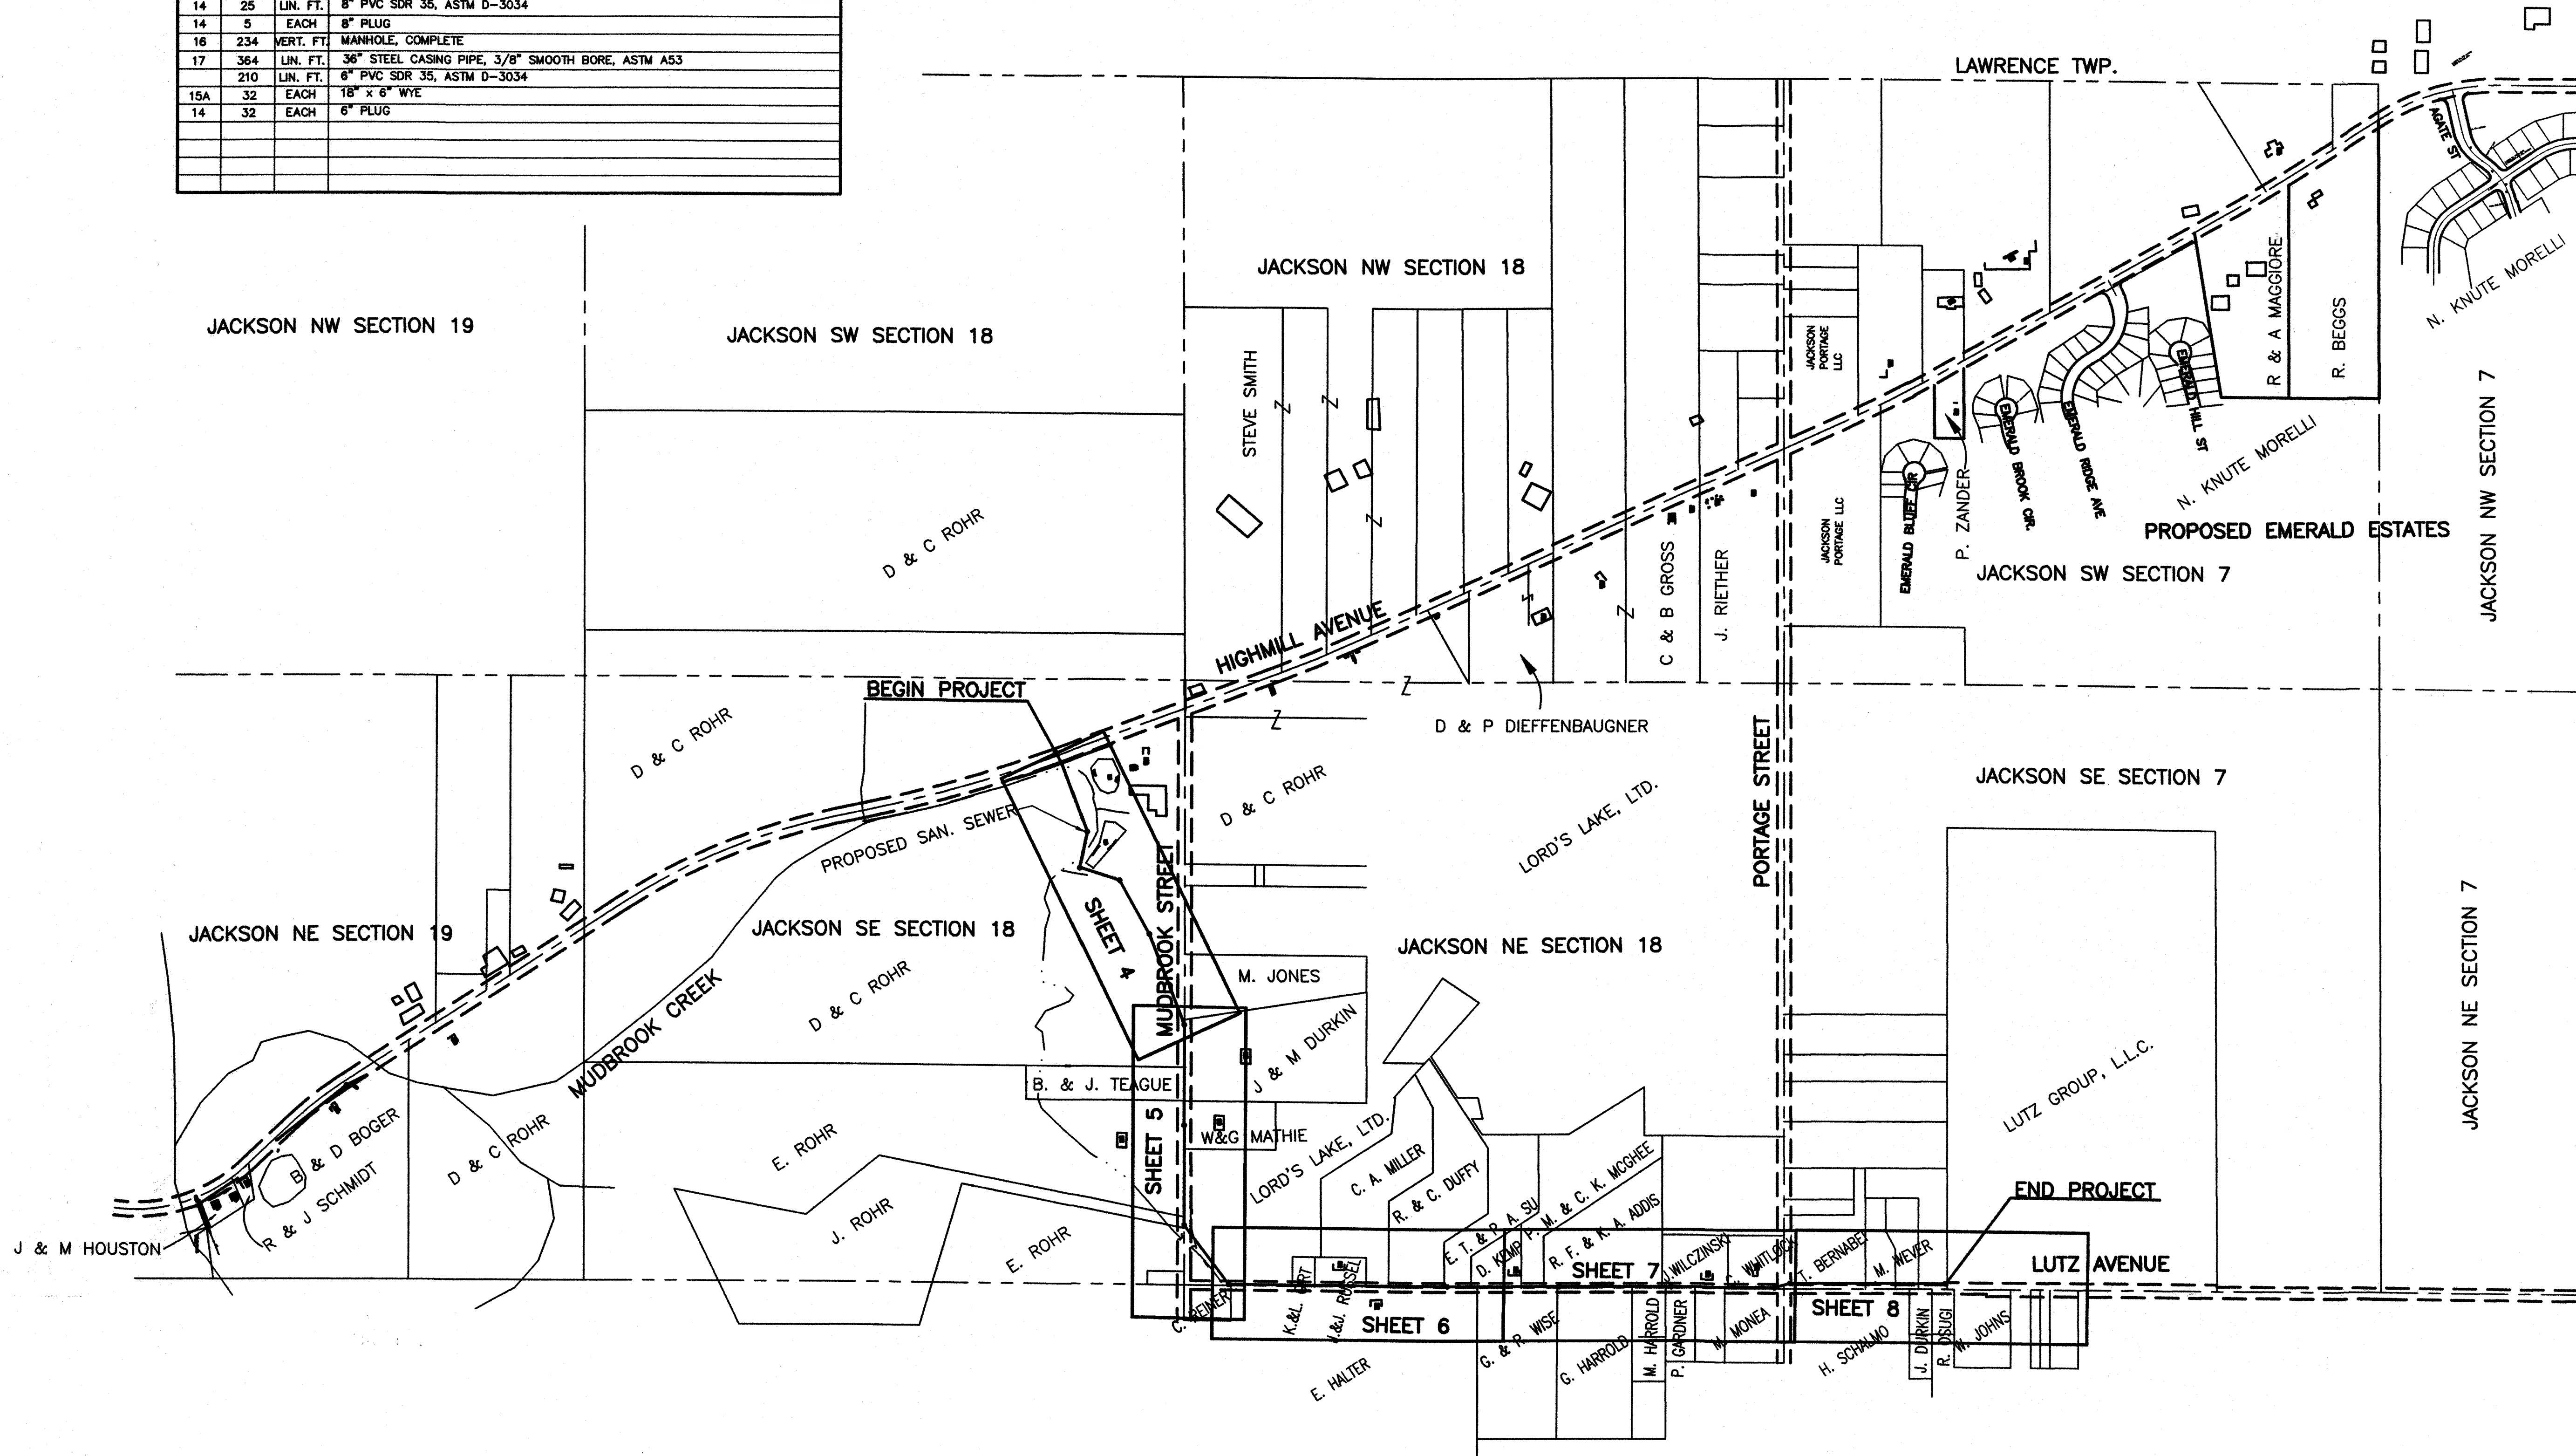 14 25 LIN. FT. 8" PVC SDR 35, ASTM D-3034
14 5 EACH 8" PLUG
16 234 VERT. FT. MANHOLE, COMPLETE
17 364 LIN. FT. 36" STEEL CASING PIPE, 3/8" SMOOTH BORE, ASTM A53
210 LIN. FT. 6" PVC SDR 35, ASTM D-3034
15A 32 EACH 18" x 6" WYE
14 32 EACH 6" PLUG
LAWRENCE TWP.
AGATE ST
N. KNUTE MORELLI
JACKSON NW SECTION 19
JACKSON SW SECTION 18
JACKSON NW SECTION 18
STEVE SMITH
Z
Z
Z
Z
Z
Z
D & C ROHR
HIGHMILL AVENUE
C & B GROSS
J. RIETHER
JACKSON
PORTAGE
LLC
JACKSON
PORTAGE LLC
EMERALD BLUFF CIR
P. ZANDER
EMERALD BROOK CIR.
EMERALD RIDGE AVE
EMERALD HILL ST
R & A MAGGIORE
R. BEGGS
N. KNUTE MORELLI
PROPOSED EMERALD ESTATES
JACKSON SW SECTION 7
JACKSON NW SECTION 7
BEGIN PROJECT
D & C ROHR
D & P DIEFFENBAUGNER
D & C ROHR
LORD'S LAKE, LTD.
PORTAGE STREET
JACKSON SE SECTION 7
PROPOSED SAN. SEWER
MUDBROOK STREET
SHEET 4
JACKSON NE SECTION 19
JACKSON SE SECTION 18
JACKSON NE SECTION 18
JACKSON NE SECTION 7
D & C ROHR
MUDBROOK CREEK
M. JONES
J & M DURKIN
B. & J. TEAGUE
W&G MATHIE
SHEET 5
LUTZ GROUP, L.L.C.
B & D BOGER
R & J SCHMIDT
J & M HOUSTON
D & C ROHR
E. ROHR
J. ROHR
E. ROHR
LORD'S LAKE, LTD.
C. A. MILLER
R. & C. DUFFY
E. T. & P. A. SU
D. KEMP
P. M. & C. K. MCGHEE
R. F. & K. A. ADDIS
J. WILCZINSKI
C. WHITLOCK
T. BERNABEI
M. WEVER
END PROJECT
LUTZ AVENUE
SHEET 7
SHEET 8
SHEET 6
C. REINER
RUSSEL
E. HALTER
G. & R. WISE
G. HARROLD
M. HARROLD
P. GARDNER
M. MONEA
H. SCHALMO
J. DURKIN
R. OSUGI
W. JOHNS